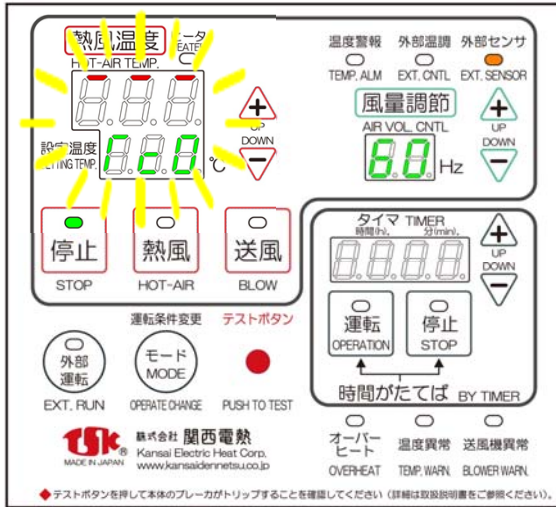 熱風温度
HOT-AIR TEMP.
ヒータ
HEATER
温度警報 外部温調 外部センサ
TEMP. ALM EXT. CNTL EXT. SENSOR
風量調節
AIR VOL. CNTL
60 Hz
UP
DOWN
UP
DOWN
設定温度
SETTING TEMP.
℃
停止 熱風 送風
STOP HOT-AIR BLOW
タイマ TIMER
時間(h). 分(min).
UP
DOWN
運転 停止
OPERATION STOP
時間がたてば BY TIMER
運転条件変更 テストボタン
外部
運転
モード
MODE
EXT. RUN OPERATE CHANGE PUSH TO TEST
TSK®
MADE IN JAPAN
株式会社 関西電熱
Kansai Electric Heat Corp.
www.kansaidennetsu.co.jp
オーバー
ヒート
温度異常 送風機異常
OVERHEAT TEMP. WARN. BLOWER WARN.
◆テストボタンを押して本体のブレーカがトリップすることを確認してください（詳細は取扱説明書をご参照ください）。